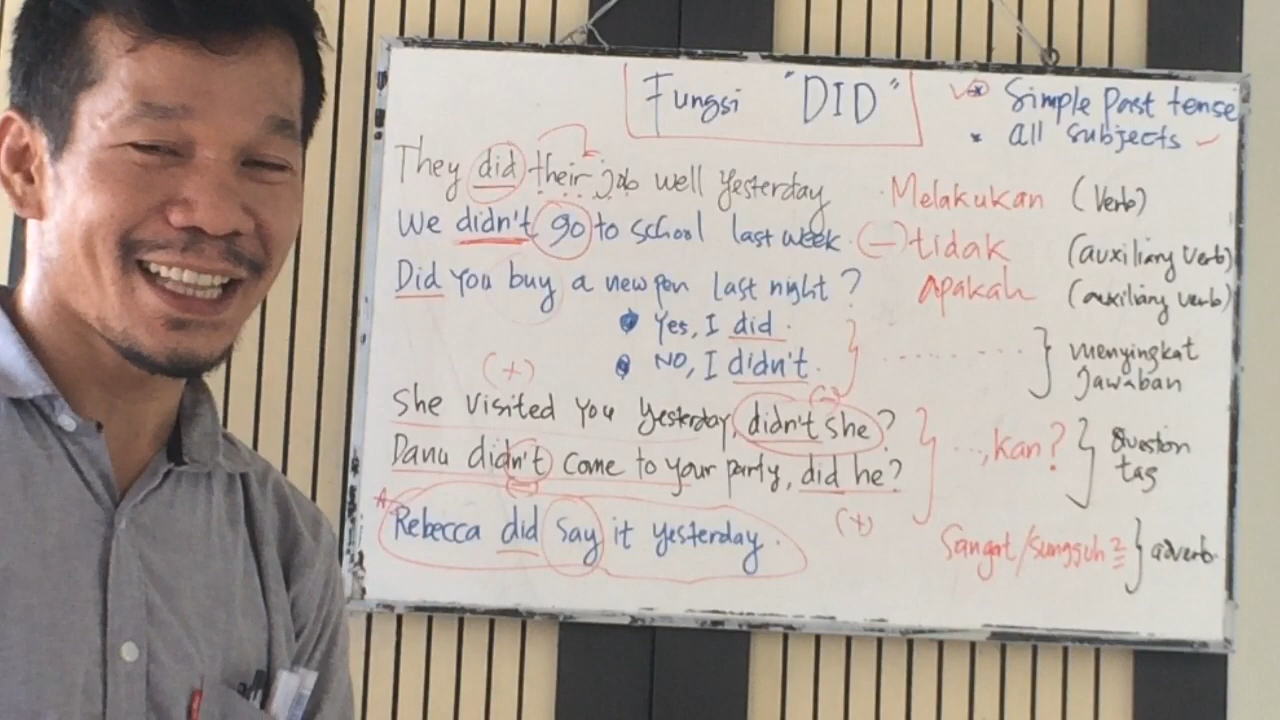 Fungsi "DID"
* Simple Past tense
* all subjects
They did their job well yesterday Melakukan (Verb)
We didn't go to school last week. (-) tidak (auxiliary verb)
Did you buy a new pen last night? apakah (auxiliary verb)
• Yes, I did.
• No, I didn't. } ......... } menyingkat jawaban
(+) (-)
She visited you yesterday, didn't she?
Danu didn't come to your party, did he? } ..., kan? } Question tag
(+)
Rebecca did say it yesterday. Sangat/sungguh2 } adverb